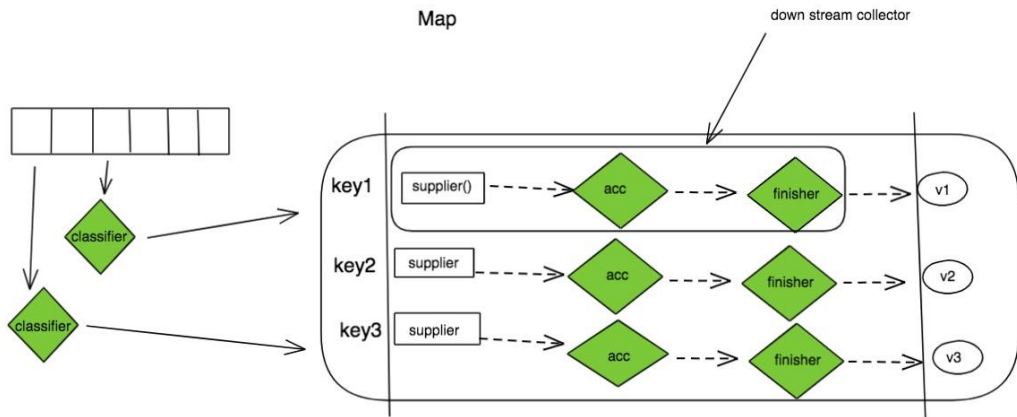 Map
down stream collector
key1
supplier()
acc
finisher
v1
classifier
key2
supplier
acc
finisher
v2
classifier
key3
supplier
acc
finisher
v3